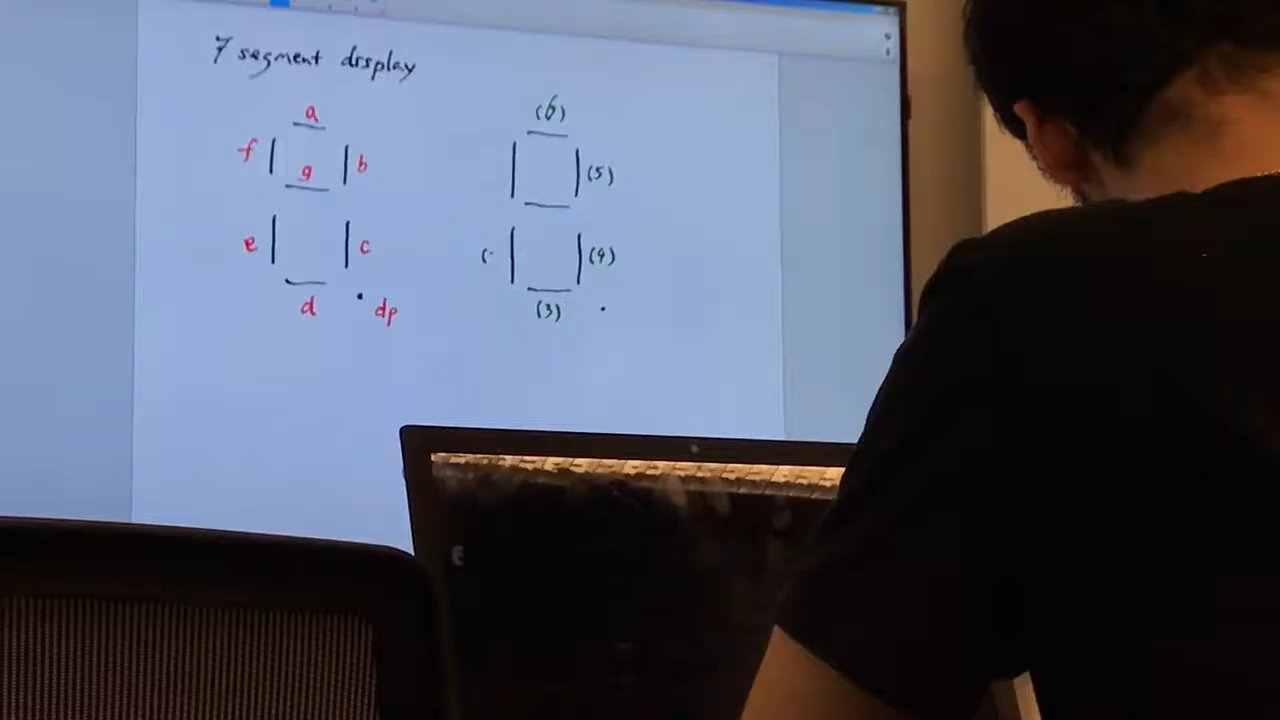 7 segment display
a
f
g
b
e
c
d
dp
(6)
(5)
(4)
(3)